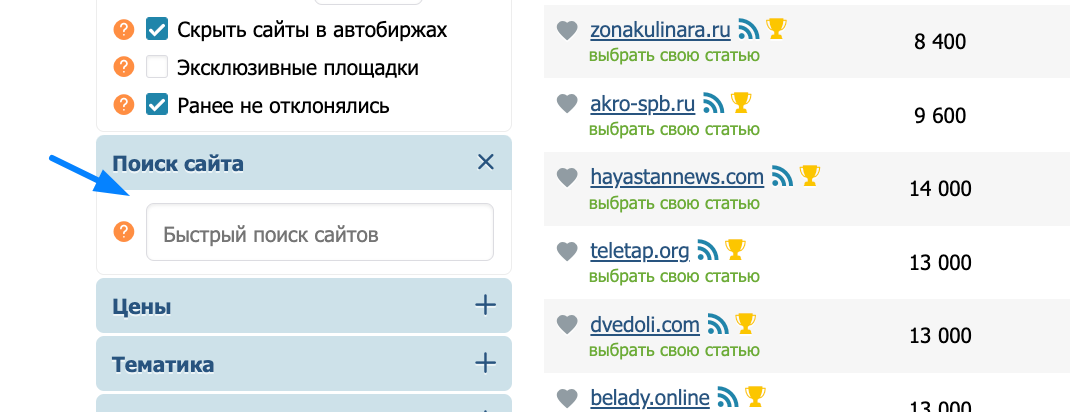 ? Скрыть сайты в автобиржах
? Эксклюзивные площадки
? Ранее не отклонялись
Поиск сайта
? Быстрый поиск сайтов
Цены
Тематика
zonakulinara.ru 8 400
выбрать свою статью
akro-spb.ru 9 600
выбрать свою статью
hayastannews.com 14 000
выбрать свою статью
teletap.org 13 000
выбрать свою статью
dvedoli.com 13 000
выбрать свою статью
belady.online 13 000